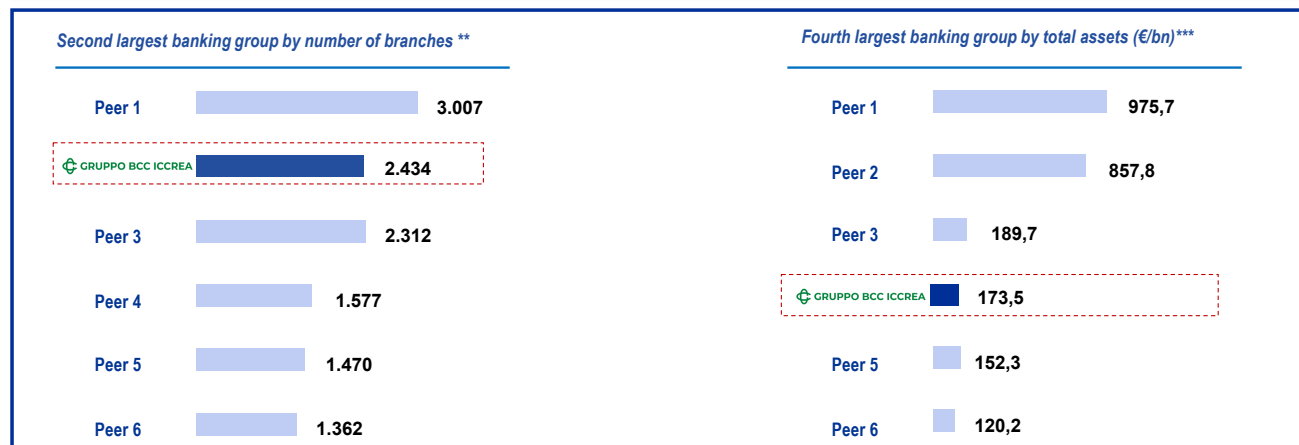 Second largest banking group by number of branches **
Peer 1 3.007
GRUPPO BCC ICCREA 2.434
Peer 3 2.312
Peer 4 1.577
Peer 5 1.470
Peer 6 1.362
Fourth largest banking group by total assets (€/bn)***
Peer 1 975,7
Peer 2 857,8
Peer 3 189,7
GRUPPO BCC ICCREA 173,5
Peer 5 152,3
Peer 6 120,2